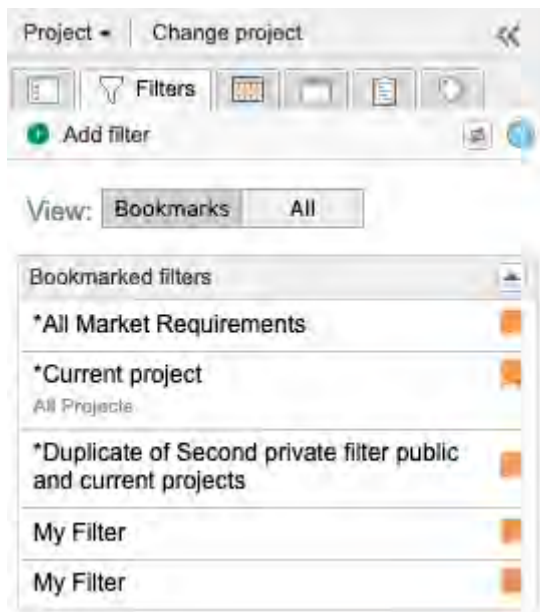 Project
Change project
Filters
Add filter
View:
Bookmarks
All
Bookmarked filters
*All Market Requirements
*Current project
All Projects
*Duplicate of Second private filter public
and current projects
My Filter
My Filter